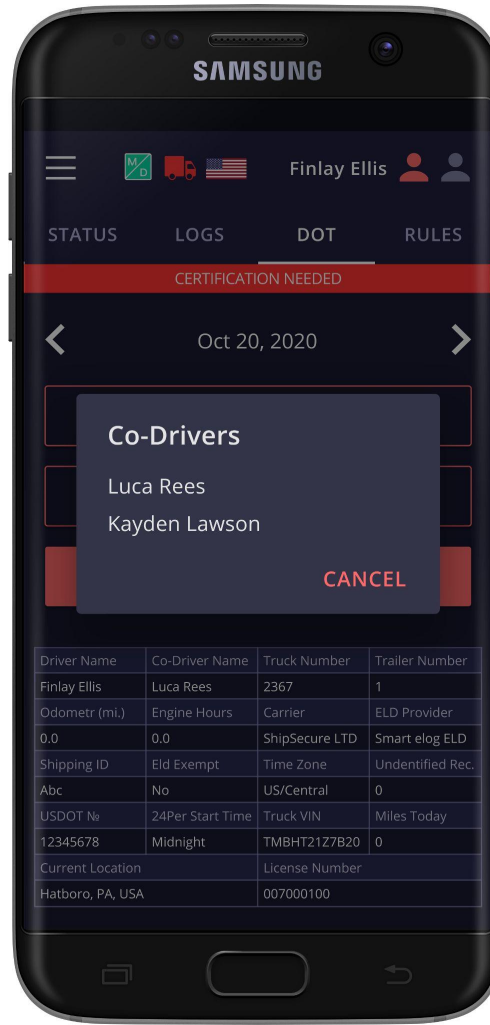 SAMSUNG
M/D
Finlay Ellis
STATUS LOGS DOT RULES
CERTIFICATION NEEDED
Oct 20, 2020
Co-Drivers
Luca Rees
Kayden Lawson
CANCEL
Driver Name Co-Driver Name Truck Number Trailer Number
Finlay Ellis Luca Rees 2367 1
Odometr (mi.) Engine Hours Carrier ELD Provider
0.0 0.0 ShipSecure LTD Smart elog ELD
Shipping ID Eld Exempt Time Zone Undentified Rec.
Abc No US/Central 0
USDOT № 24Per Start Time Truck VIN Miles Today
12345678 Midnight TMBHT21Z7B20 0
Current Location License Number
Hatboro, PA, USA 007000100